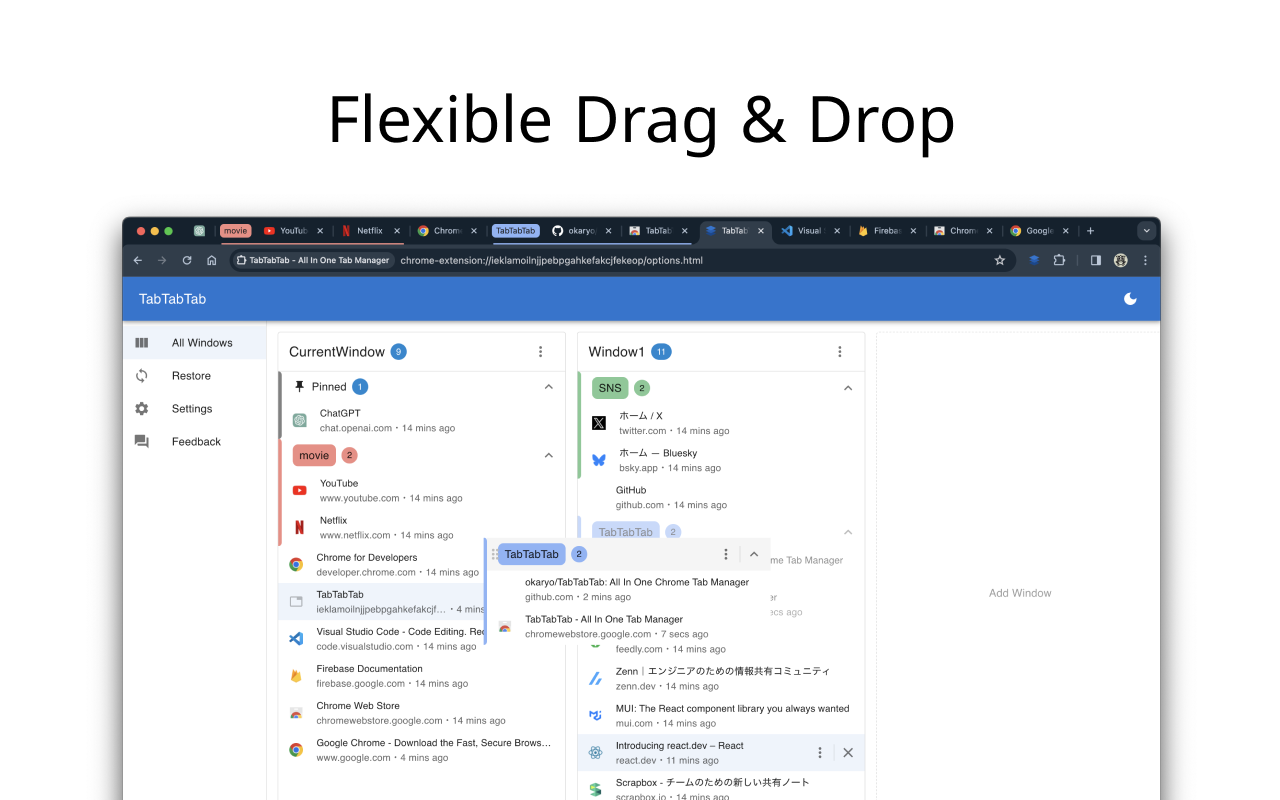 Flexible Drag & Drop
movie
YouTub
Netflix
Chrome
TabTabTab
okaryo
TabTab
TabTab
Visual
Firebas
Chrom
Google
TabTabTab - All In One Tab Manager
chrome-extension://ieklamoilnjjpebpgahkefakcjfekeop/options.html
TabTabTab
All Windows
Restore
Settings
Feedback
CurrentWindow 9
Pinned 1
ChatGPT
chat.openai.com・14 mins ago
movie 2
YouTube
www.youtube.com・14 mins ago
Netflix
www.netflix.com・14 mins ago
Chrome for Developers
developer.chrome.com・14 mins ago
TabTabTab
ieklamoilnjjpebpgahkefakcjf…・4 mins
Visual Studio Code - Code Editing. Red
code.visualstudio.com・14 mins ago
Firebase Documentation
firebase.google.com・14 mins ago
Chrome Web Store
chromewebstore.google.com・14 mins ago
Google Chrome - Download the Fast, Secure Brows…
www.google.com・4 mins ago
TabTabTab 2
okaryo/TabTabTab: All In One Chrome Tab Manager
github.com・2 mins ago
TabTabTab - All In One Tab Manager
chromewebstore.google.com・7 secs ago
Window1 11
SNS 2
ホーム / X
twitter.com・14 mins ago
ホーム — Bluesky
bsky.app・14 mins ago
GitHub
github.com・14 mins ago
TabTabTab 2
me Tab Manager
er
ecs ago
feedly.com・14 mins ago
Zenn｜エンジニアのための情報共有コミュニティ
zenn.dev・14 mins ago
MUI: The React component library you always wanted
mui.com・14 mins ago
Introducing react.dev – React
react.dev・11 mins ago
Scrapbox - チームのための新しい共有ノート
scrapbox.io・14 mins ago
Add Window